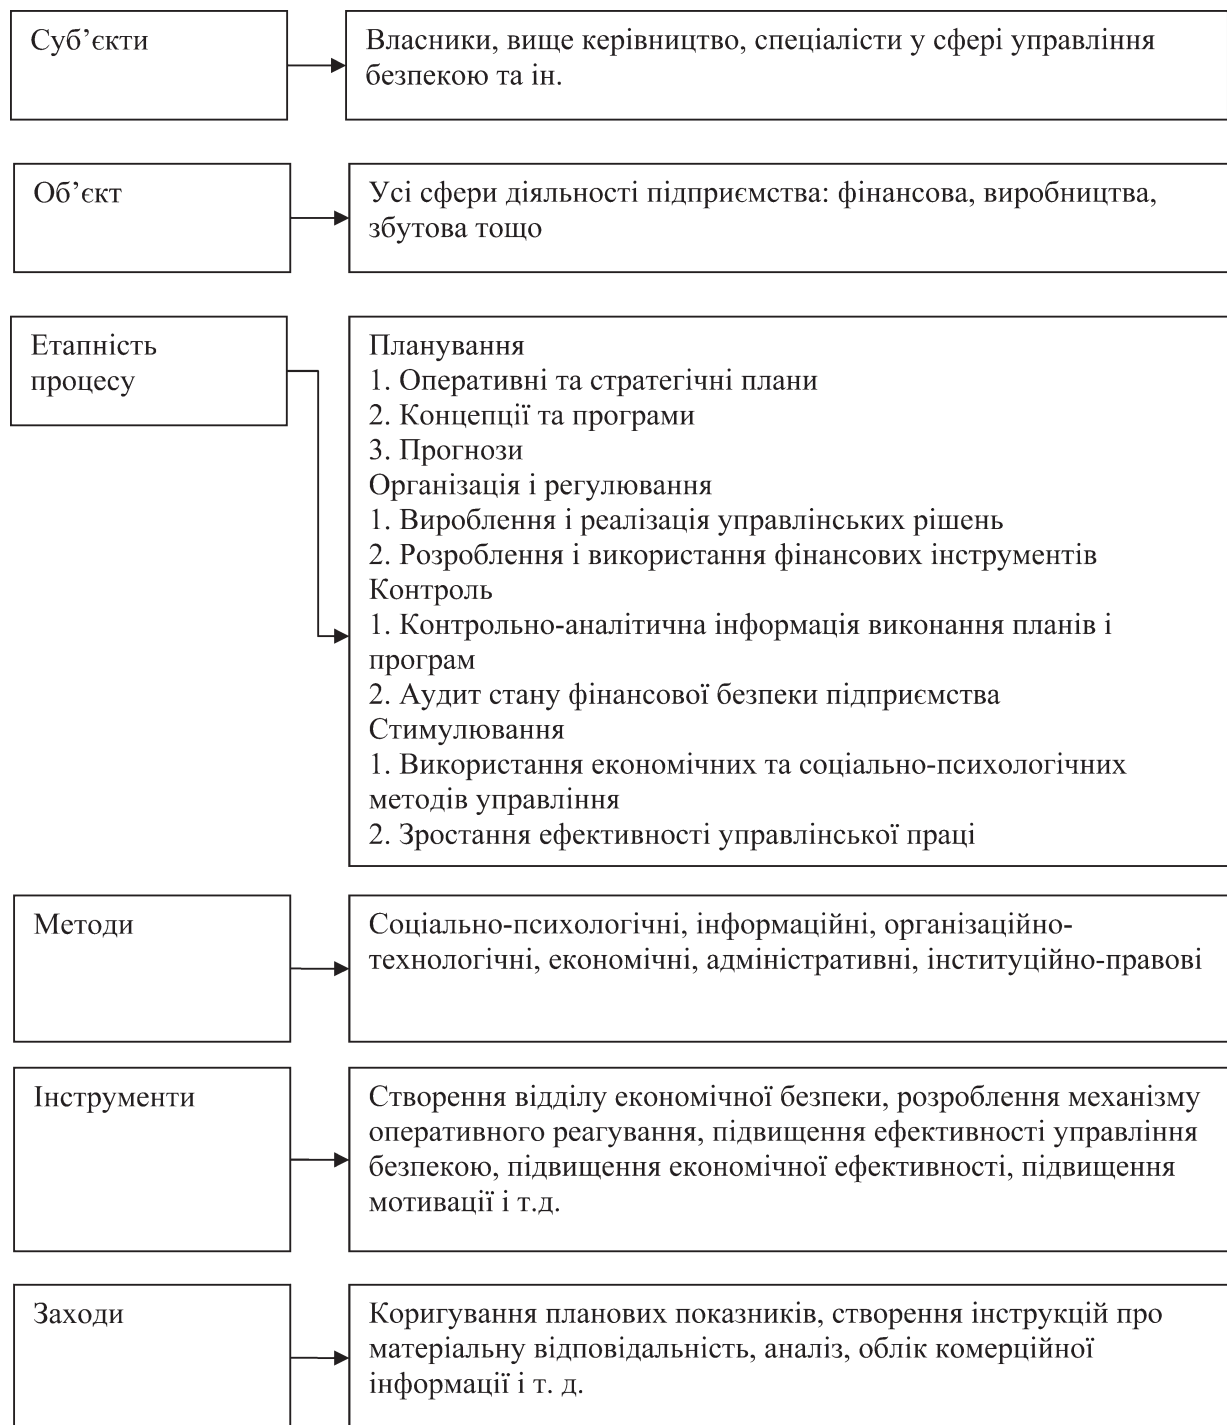 Суб’єкти
Власники, вище керівництво, спеціалісти у сфері управління
безпекою та ін.
Об’єкт
Усі сфери діяльності підприємства: фінансова, виробництва,
збутова тощо
Етапність
процесу
Планування
1. Оперативні та стратегічні плани
2. Концепції та програми
3. Прогнози
Організація і регулювання
1. Вироблення і реалізація управлінських рішень
2. Розроблення і використання фінансових інструментів
Контроль
1. Контрольно-аналітична інформація виконання планів і
програм
2. Аудит стану фінансової безпеки підприємства
Стимулювання
1. Використання економічних та соціально-психологічних
методів управління
2. Зростання ефективності управлінської праці
Методи
Соціально-психологічні, інформаційні, організаційно-
технологічні, економічні, адміністративні, інституційно-правові
Інструменти
Створення відділу економічної безпеки, розроблення механізму
оперативного реагування, підвищення ефективності управління
безпекою, підвищення економічної ефективності, підвищення
мотивації і т.д.
Заходи
Коригування планових показників, створення інструкцій про
матеріальну відповідальність, аналіз, облік комерційної
інформації і т. д.